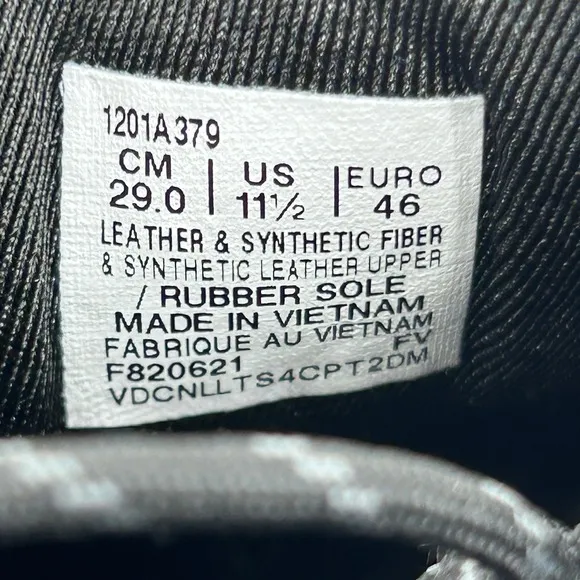 1201A379
CM | US | EURO
29.0 | 11½ | 46
LEATHER & SYNTHETIC FIBER
& SYNTHETIC LEATHER UPPER
/ RUBBER SOLE
MADE IN VIETNAM
FABRIQUE AU VIETNAM
F820621 FV
VDCNLLTS4CPT2DM